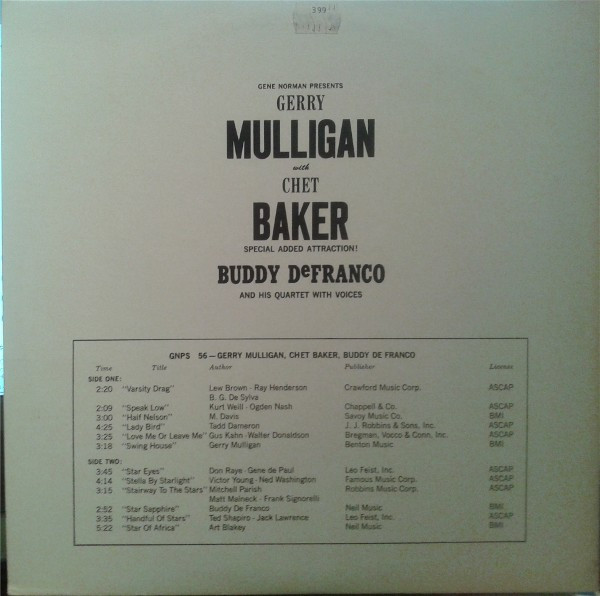 399
GENE NORMAN PRESENTS
GERRY
MULLIGAN
with
CHET
BAKER
SPECIAL ADDED ATTRACTION!
BUDDY DeFRANCO
AND HIS QUARTET WITH VOICES
GNPS 56—GERRY MULLIGAN, CHET BAKER, BUDDY DE FRANCO
Time Title Author Publisher License
SIDE ONE:
2:20 "Varsity Drag" Lew Brown - Ray Henderson Crawford Music Corp. ASCAP
B. G. De Sylva
2:09 "Speak Low" Kurt Weill - Ogden Nash Chappell & Co. ASCAP
3:00 "Half Nelson" M. Davis Savoy Music Co. BMI
4:25 "Lady Bird" Tadd Dameron J. J. Robbins & Sons, Inc. ASCAP
3:25 "Love Me Or Leave Me" Gus Kahn-Walter Donaldson Bregman, Vocco & Conn, Inc. ASCAP
3:18 "Swing House" Gerry Mulligan Benton Music BMI
SIDE TWO:
3:45 "Star Eyes" Don Raye - Gene de Paul Leo Feist, Inc. ASCAP
4:14 "Stella By Starlight" Victor Young - Ned Washington Famous Music Corp. ASCAP
3:15 "Stairway To The Stars" Mitchell Parish Robbins Music Corp. ASCAP
Matt Malneck - Frank Signorelli
2:52 "Star Sapphire" Buddy De Franco Neil Music BMI
3:35 "Handful Of Stars" Ted Shapiro - Jack Lawrence Leo Feist, Inc. ASCAP
5:22 "Star Of Africa" Art Blakey Neil Music BMI